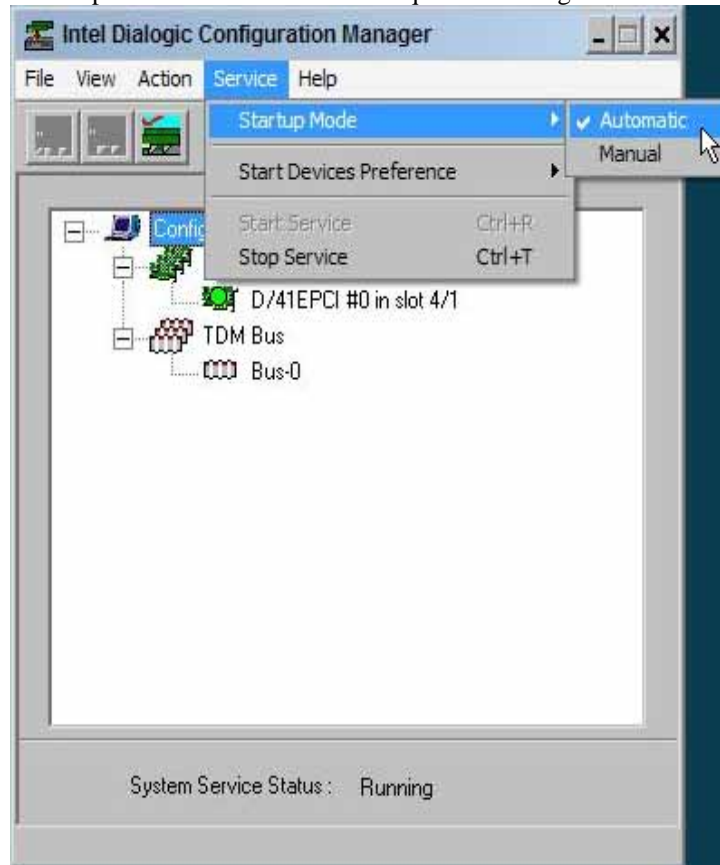 Intel Dialogic Configuration Manager
File View Action Service Help
Startup Mode
Automatic
Manual
Start Devices Preference
Start Service Ctrl+R
Stop Service Ctrl+T
D/41EPCI #0 in slot 4/1
TDM Bus
Bus-0
System Service Status : Running